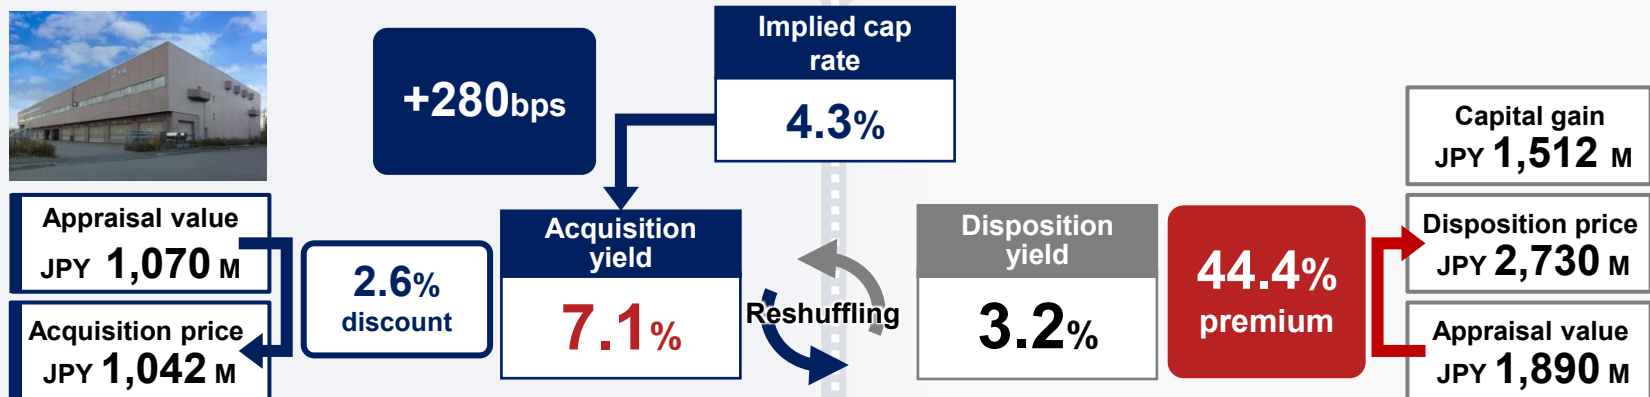 +280bps
Implied cap
rate
4.3%
Appraisal value
JPY 1,070 M
Acquisition price
JPY 1,042 M
2.6%
discount
Acquisition
yield
7.1%
Reshuffling
Disposition
yield
3.2%
44.4%
premium
Capital gain
JPY 1,512 M
Disposition price
JPY 2,730 M
Appraisal value
JPY 1,890 M